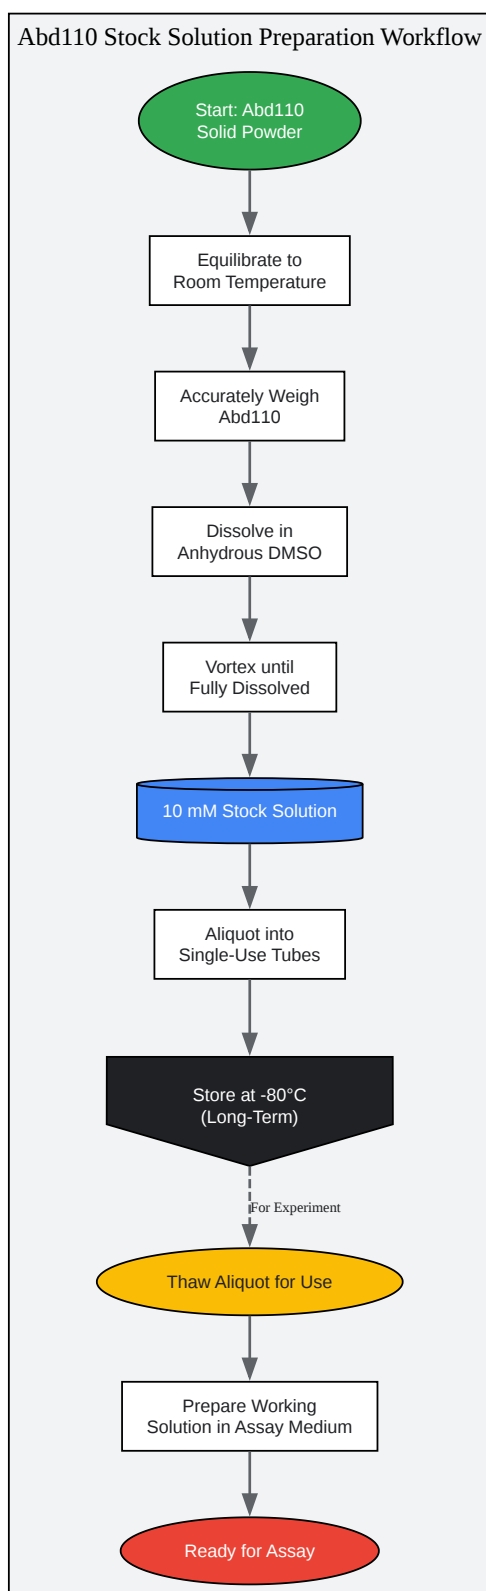 Abd110 Stock Solution Preparation Workflow
Start: Abd110
Solid Powder
Equilibrate to
Room Temperature
Accurately Weigh
Abd110
Dissolve in
Anhydrous DMSO
Vortex until
Fully Dissolved
10 mM Stock Solution
Aliquot into
Single-Use Tubes
Store at -80°C
(Long-Term)
For Experiment
Thaw Aliquot for Use
Prepare Working
Solution in Assay Medium
Ready for Assay